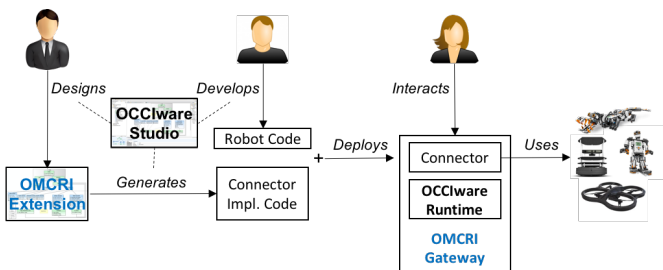 Designs
Develops
Interacts
OCCIware
Studio
Robot Code
+
Deploys
Connector
Uses
OMCRI
Extension
Generates
Connector
Impl. Code
OCCIware
Runtime
OMCRI
Gateway